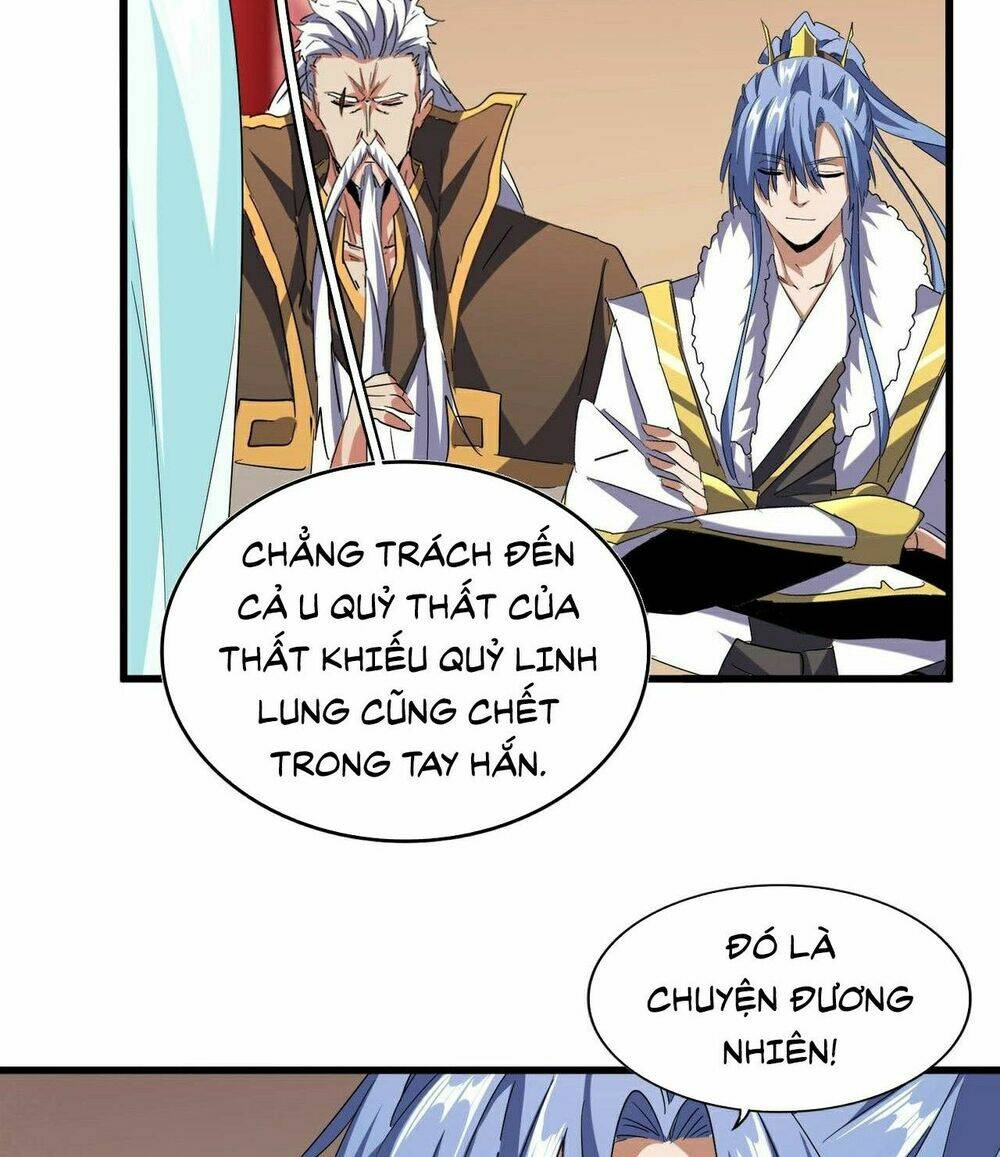 CHẲNG TRÁCH ĐẾN
CẢ U QUỶ THẤT CỦA
THẤT KHIẾU QUỶ LINH
LUNG CŨNG CHẾT
TRONG TAY HẮN.
ĐÓ LÀ
CHUYỆN ĐƯƠNG
NHIÊN!